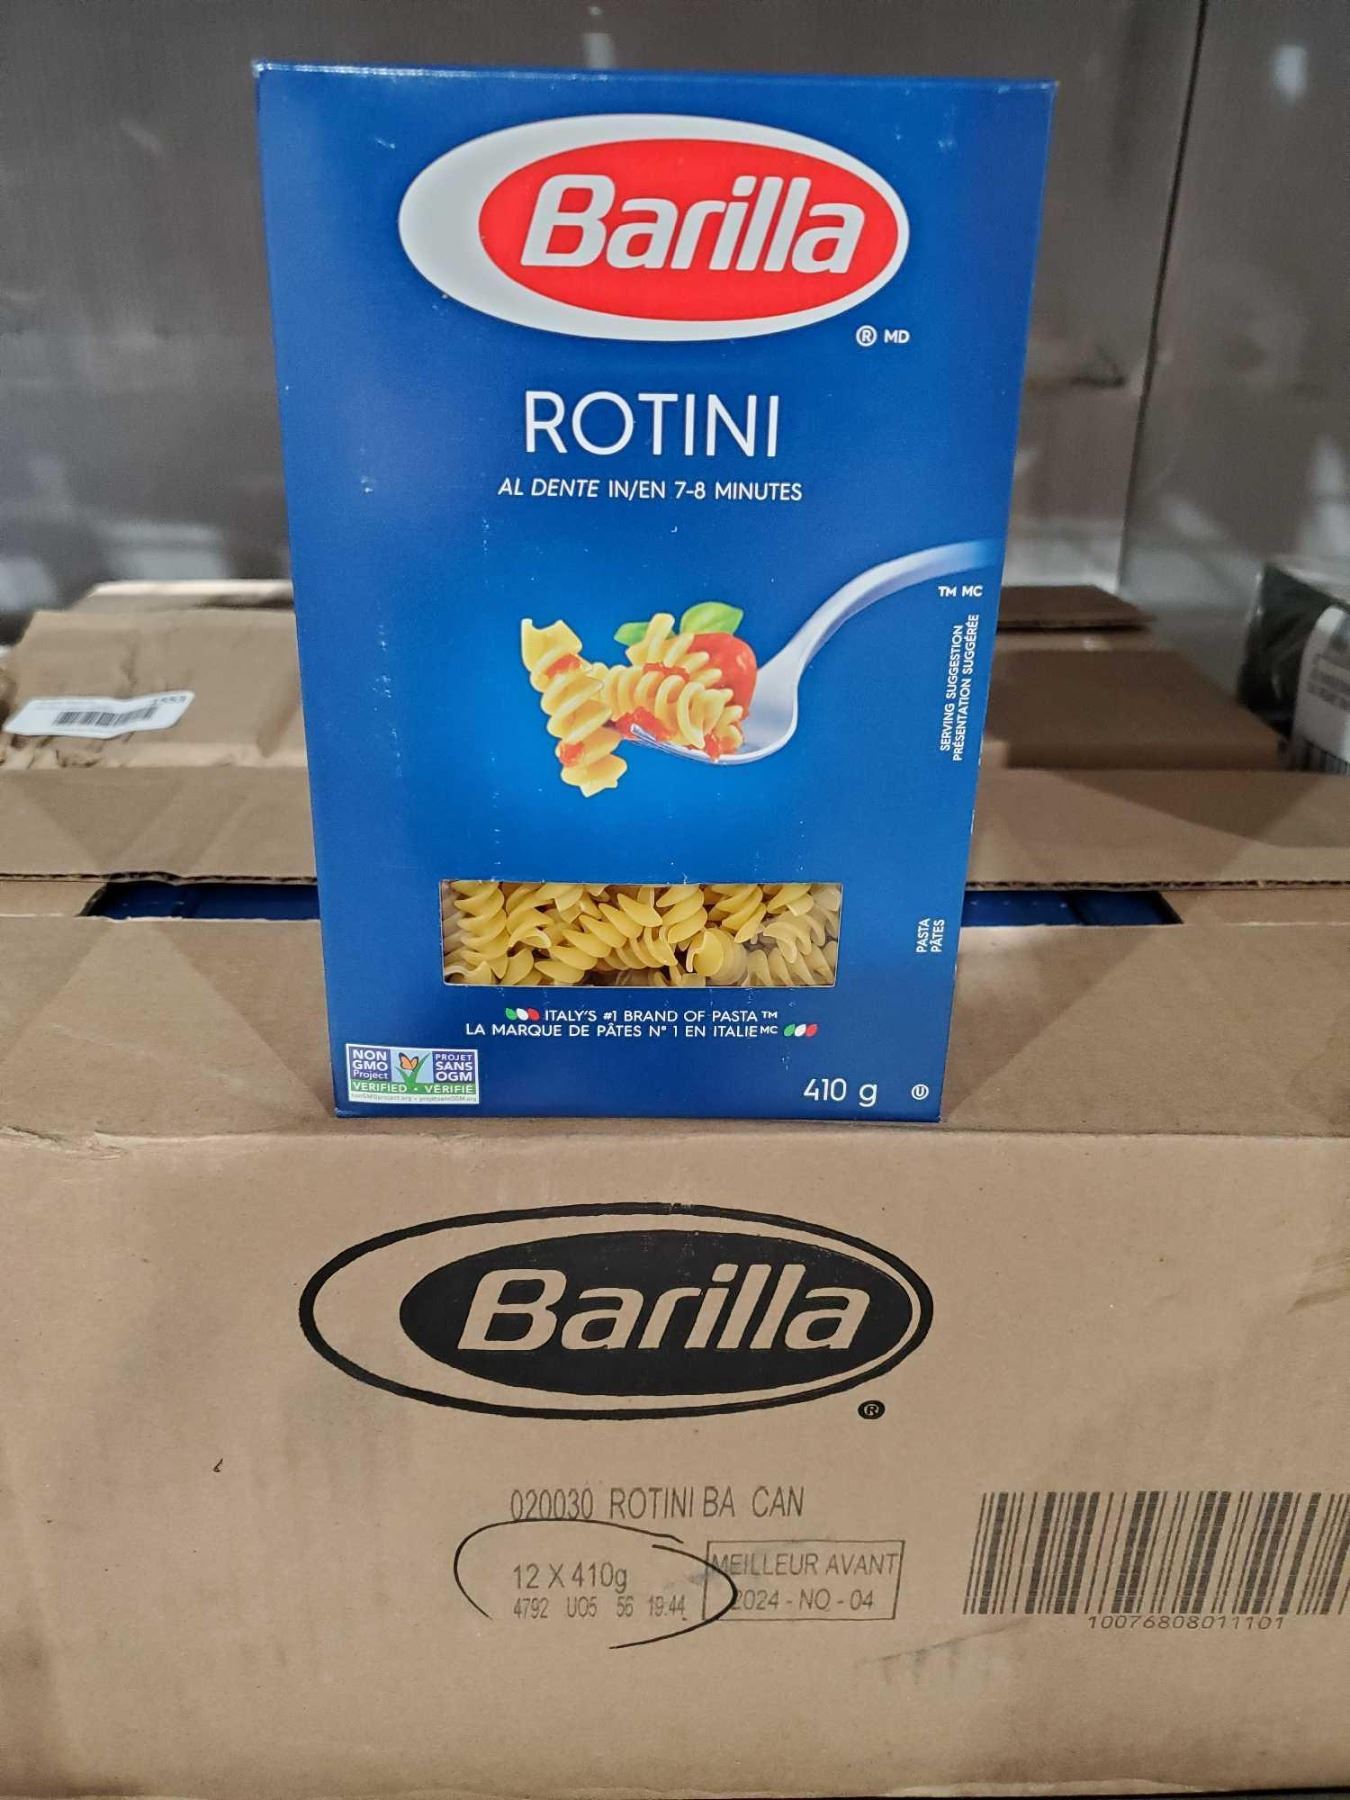 Barilla
® MD
ROTINI
AL DENTE IN/EN 7-8 MINUTES
TM MC
SERVING SUGGESTION
PRÉSENTATION SUGGÉRÉE
PASTA
PÂTES
ITALY'S #1 BRAND OF PASTA™
LA MARQUE DE PÂTES N° 1 EN ITALIE MC
NON GMO Project
PROJET SANS OGM
VERIFIED • VÉRIFIÉ
410 g
Barilla
®
020030 ROTINI BA CAN
12 X 410g
4792 U05 56 19:44
MEILLEUR AVANT
2024 - NO - 04
10076808011101